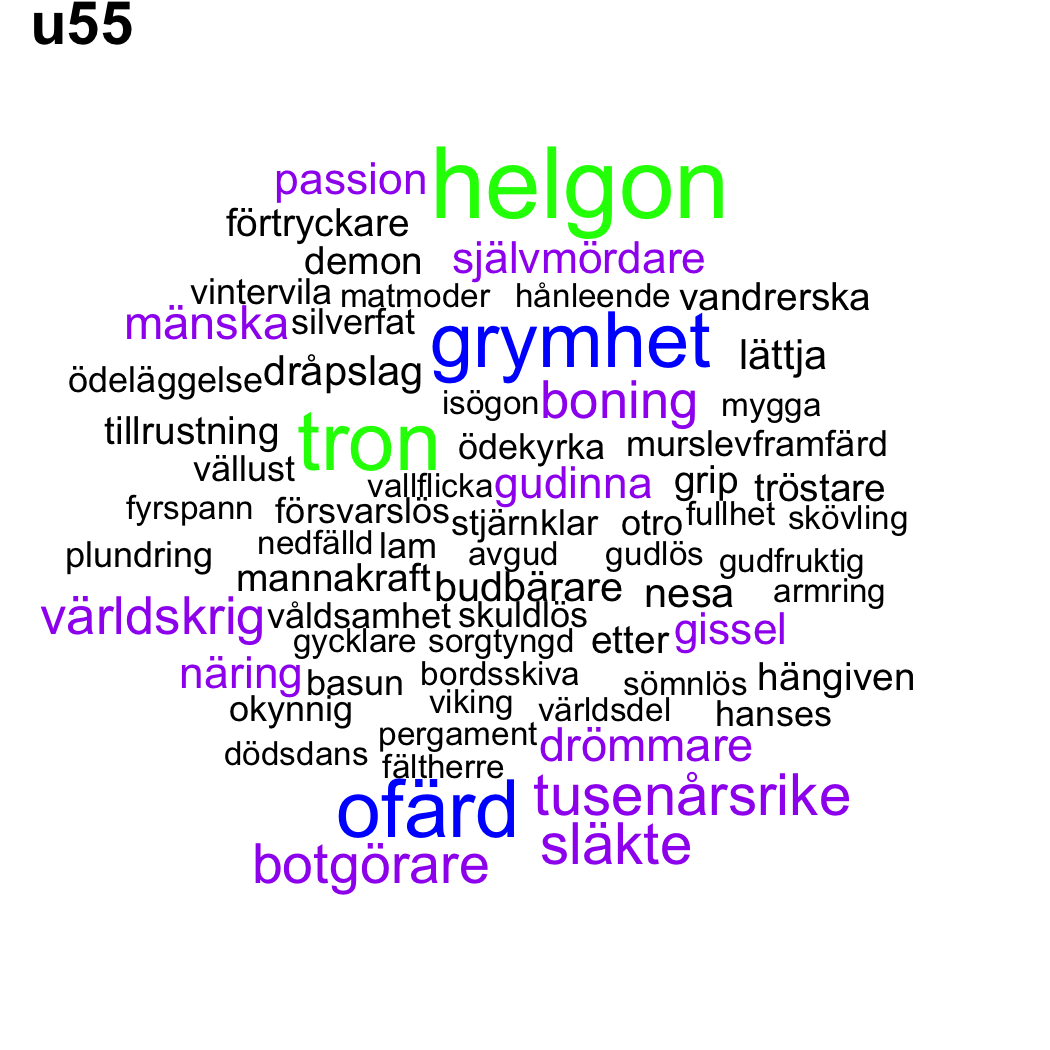 u55
passion helgon
förtryckare
demon självmördare
vintervila matmoder hånleende vandrerska
mänska silverfat grymhet lättja
ödeläggelse dråpslag
isögon boning mygga
tillrustning tron ödekyrka murslev framfärd
vällust vallflicka gudinna grip tröstare
fyrspann försvarslös stjärnklar otro fullhet skövling
plundring nedfälld lam avgud gudlös gudfruktig
mannakraft budbärare nesa armring
världskrig våldsamhet skuldlös gissel
gycklare sorgtyngd etter
näring basun bordsskiva sömnlös hängiven
okynnig viking världsdel hanses
dödsdans pergament drömmare
fältherre
ofärd tusenårsrike
botgörare släkte